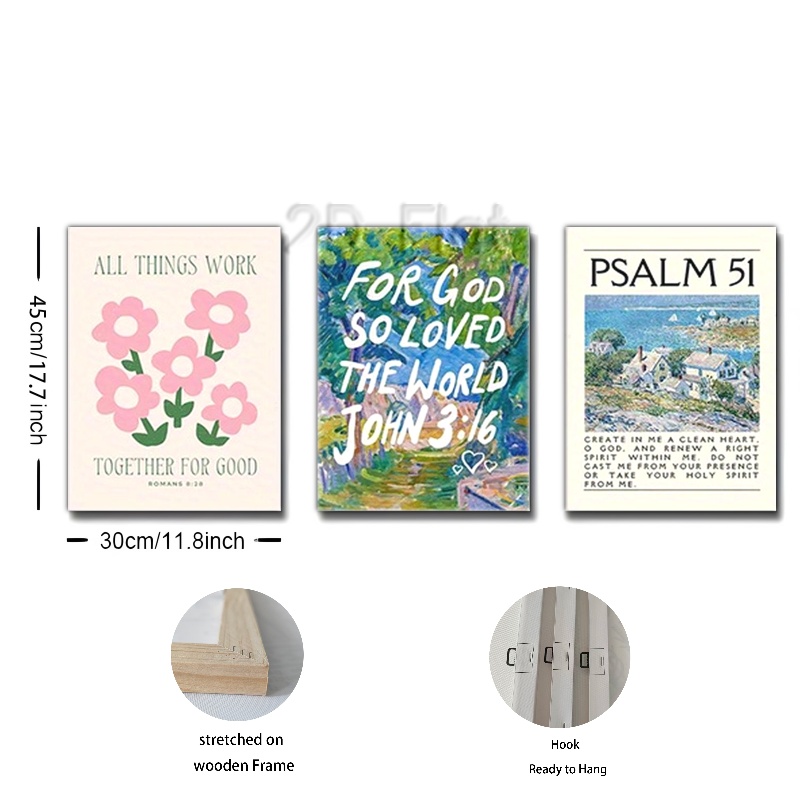 2D Flat
ALL THINGS WORK
TOGETHER FOR GOOD
ROMANS 8:28
FOR GOD
SO LOVED
THE WORLD
JOHN 3:16
PSALM 51
CREATE IN ME A CLEAN HEART,
O GOD, AND RENEW A RIGHT
SPIRIT WITHIN ME. DO NOT
CAST ME FROM YOUR PRESENCE
OR TAKE YOUR HOLY SPIRIT
FROM ME.
45cm/17.7inch
30cm/11.8inch
stretched on
wooden Frame
Hook
Ready to Hang